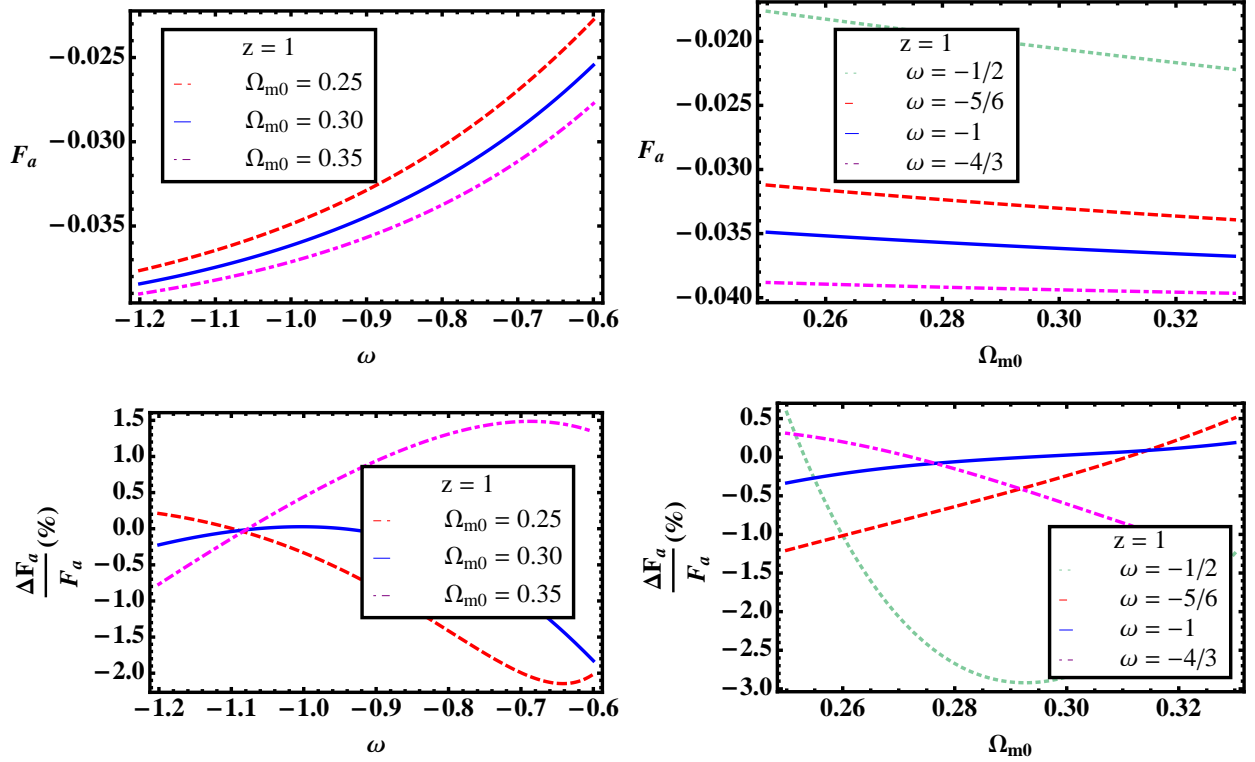 z = 1
Ω_m0 = 0.25
Ω_m0 = 0.30
Ω_m0 = 0.35
F_a
−0.025
−0.030
−0.035
−1.2 −1.1 −1.0 −0.9 −0.8 −0.7 −0.6
ω
z = 1
ω = −1/2
ω = −5/6
ω = −1
ω = −4/3
F_a
−0.020
−0.025
−0.030
−0.035
−0.040
0.26 0.28 0.30 0.32
Ω_m0
z = 1
Ω_m0 = 0.25
Ω_m0 = 0.30
Ω_m0 = 0.35
ΔF_a/F_a (%)
1.5
1.0
0.5
0.0
−0.5
−1.0
−1.5
−2.0
−1.2 −1.1 −1.0 −0.9 −0.8 −0.7 −0.6
ω
z = 1
ω = −1/2
ω = −5/6
ω = −1
ω = −4/3
ΔF_a/F_a (%)
0.5
0.0
−0.5
−1.0
−1.5
−2.0
−2.5
−3.0
0.26 0.28 0.30 0.32
Ω_m0